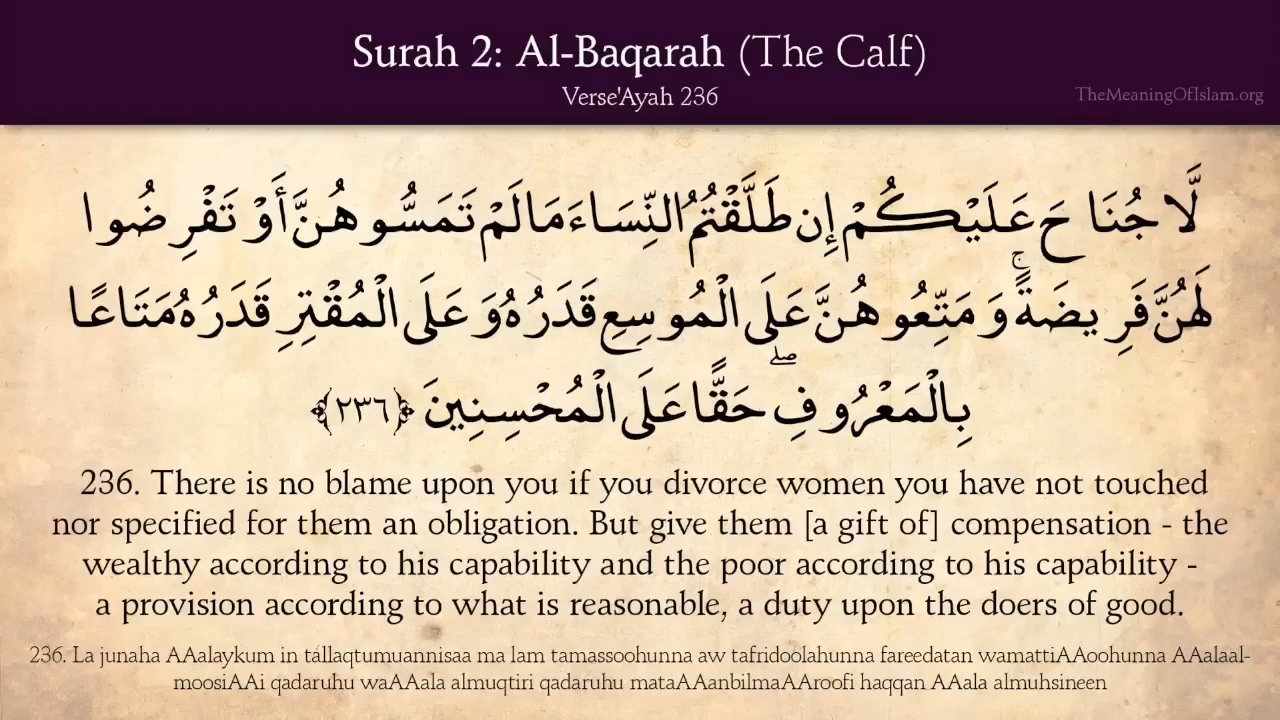 Surah 2: Al-Baqarah (The Calf)
Verse'Ayah 236
TheMeaningOfIslam.org
لَّا جُنَاحَ عَلَيْكُمْ إِن طَلَّقْتُمُ النِّسَاءَ مَا لَمْ تَمَسُّوهُنَّ أَوْ تَفْرِضُوا
لَهُنَّ فَرِيضَةً ۚ وَمَتِّعُوهُنَّ عَلَى الْمُوسِعِ قَدَرُهُ وَعَلَى الْمُقْتِرِ قَدَرُهُ مَتَاعًا
بِالْمَعْرُوفِ ۖ حَقًّا عَلَى الْمُحْسِنِينَ ﴿٢٣٦﴾
236. There is no blame upon you if you divorce women you have not touched
nor specified for them an obligation. But give them [a gift of] compensation - the
wealthy according to his capability and the poor according to his capability -
a provision according to what is reasonable, a duty upon the doers of good.
236. La junaha AAalaykum in tallaqtumuannisaa ma lam tamassoohunna aw tafridoolahunna fareedatan wamattiAAoohunna AAalaal-
moosiAAi qadaruhu waAAala almuqtiri qadaruhu mataAAanbilmaAAroofi haqqan AAala almuhsineen